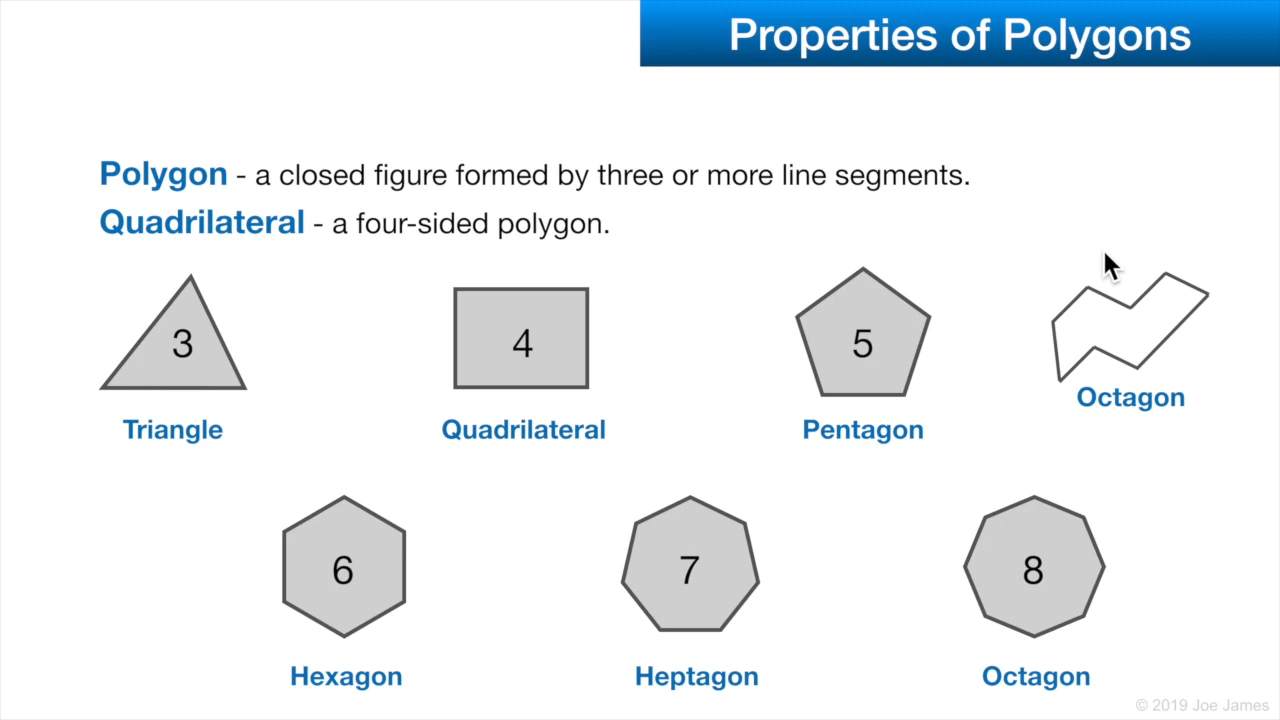 Properties of Polygons
Polygon - a closed figure formed by three or more line segments.
Quadrilateral - a four-sided polygon.
3
4
5
Octagon
Triangle
Quadrilateral
Pentagon
6
7
8
Hexagon
Heptagon
Octagon
© 2019 Joe James